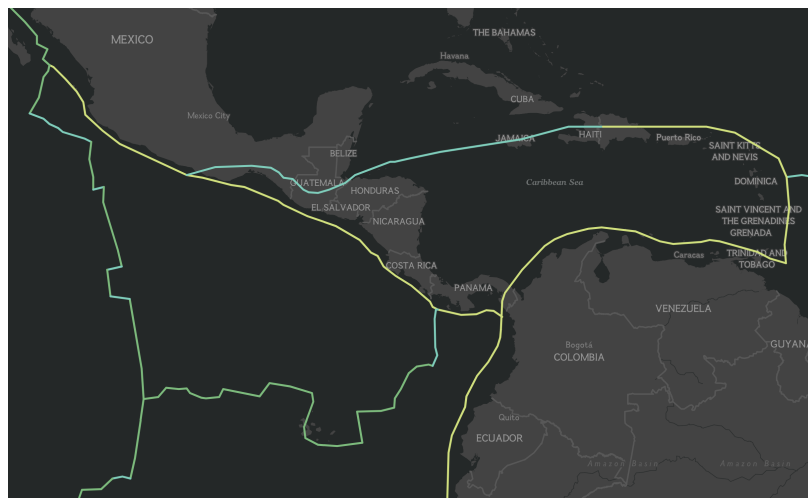 MEXICO
THE BAHAMAS
Havana
CUBA
Mexico City
JAMAICA
HAITI
Puerto Rico
SAINT KITTS
AND NEVIS
BELIZE
GUATEMALA
HONDURAS
Caribbean Sea
DOMINICA
EL SALVADOR
SAINT VINCENT AND
THE GRENADINES
NICARAGUA
GRENADA
Caracas
TRINIDAD AND
TOBAGO
COSTA RICA
PANAMA
VENEZUELA
Bogotá
COLOMBIA
GUYANA
Quito
ECUADOR
Amazon Basin
Amazon Basin